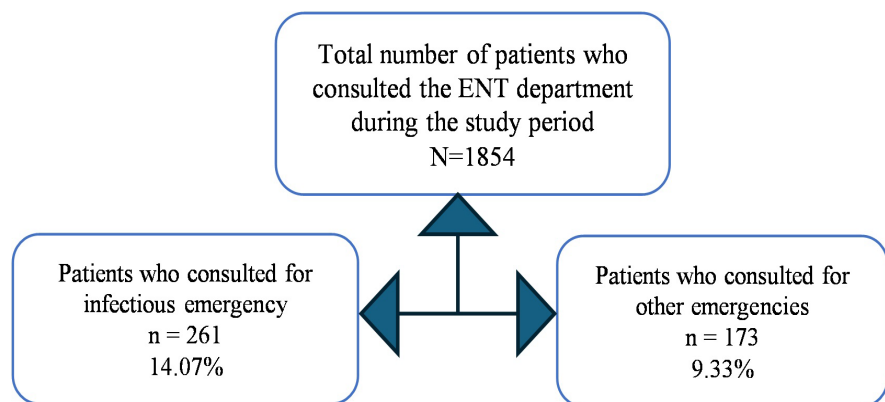 Total number of patients who
consulted the ENT department
during the study period
N=1854
Patients who consulted for
infectious emergency
n = 261
14.07%
Patients who consulted for
other emergencies
n = 173
9.33%